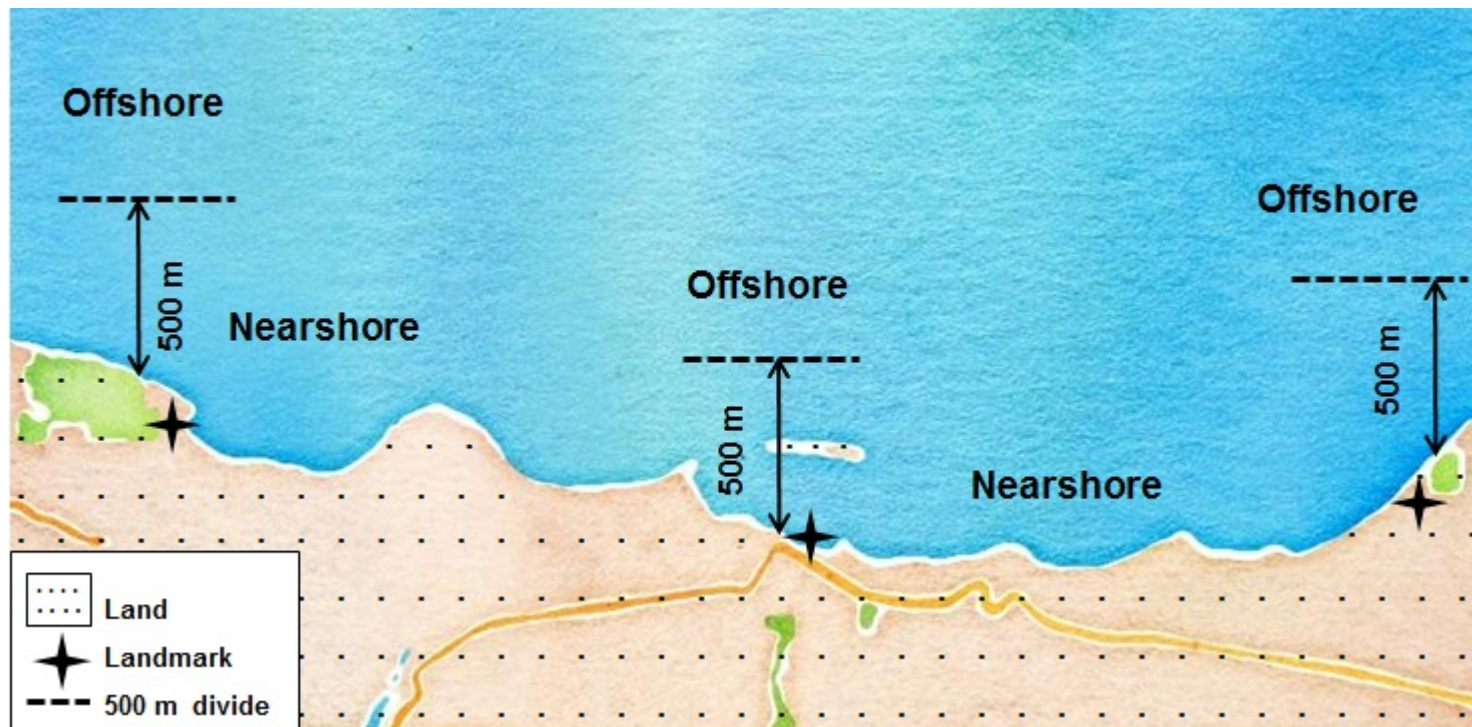 Offshore
Offshore
Offshore
500 m
Nearshore
500 m
500 m
Nearshore
Land
Landmark
500 m divide